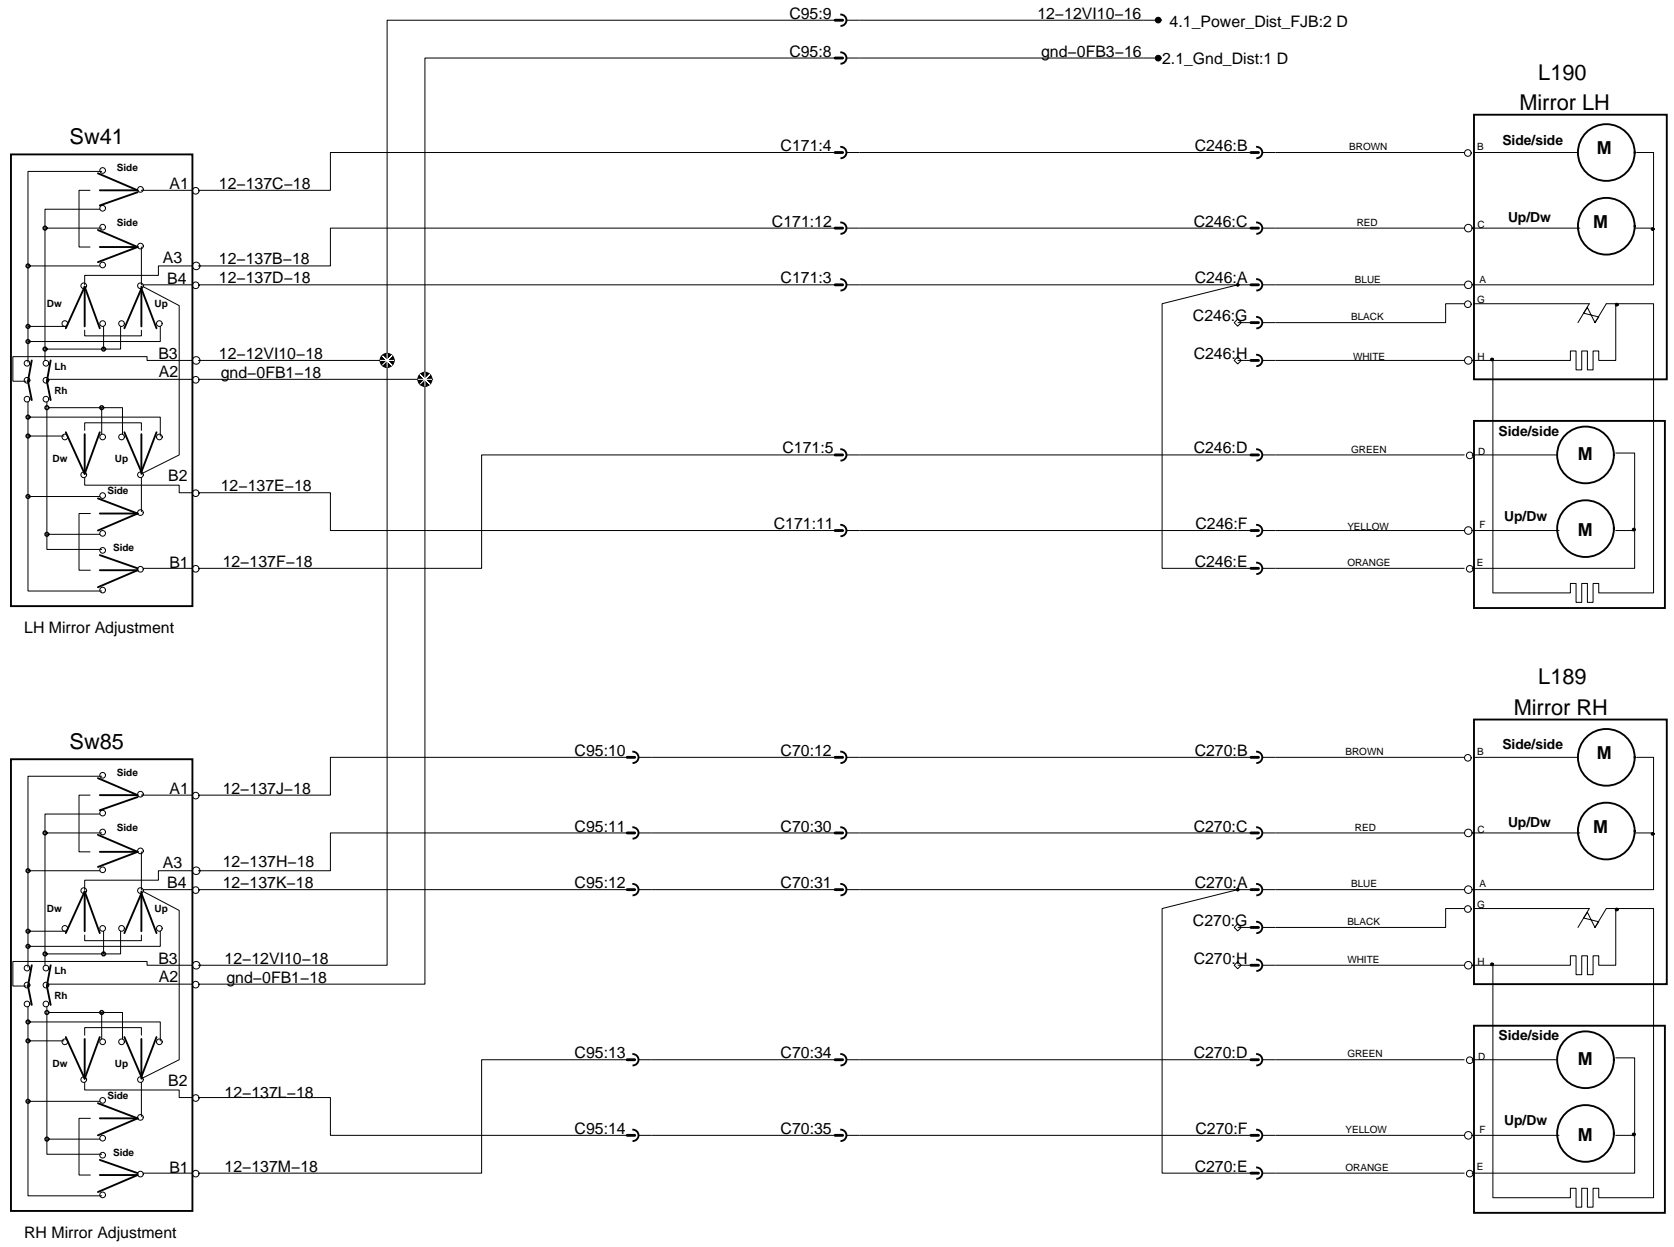 C95:9 12-12VI10-16 4.1_Power_Dist_FJB:2 D
C95:8 gnd-0FB3-16 2.1_Gnd_Dist:1 D
L190
Mirror LH
Sw41
Side A1 12-137C-18 C171:4 C246:B BROWN B Side/side M
Side A3 12-137B-18 C171:12 C246:C RED C Up/Dw M
B4 12-137D-18 C171:3 C246:A BLUE A
Dw Up C246:G BLACK G
B3 12-12VI10-18 C246:H WHITE H
Lh A2 gnd-0FB1-18
Rh
Side/side
C171:5 C246:D GREEN D M
Dw Up
B2 12-137E-18 C171:11 C246:F YELLOW F Up/Dw M
Side
Side
B1 12-137F-18 C246:E ORANGE E
LH Mirror Adjustment
L189
Mirror RH
Sw85
Side A1 12-137J-18 C95:10 C70:12 C270:B BROWN B Side/side M
Side A3 12-137H-18 C95:11 C70:30 C270:C RED C Up/Dw M
B4 12-137K-18 C95:12 C70:31 C270:A BLUE A
Dw Up C270:G BLACK G
B3 12-12VI10-18 C270:H WHITE H
Lh A2 gnd-0FB1-18
Rh
Side/side
C95:13 C70:34 C270:D GREEN D M
Dw Up
B2 12-137L-18 C95:14 C70:35 C270:F YELLOW F Up/Dw M
Side
Side
B1 12-137M-18 C270:E ORANGE E
RH Mirror Adjustment